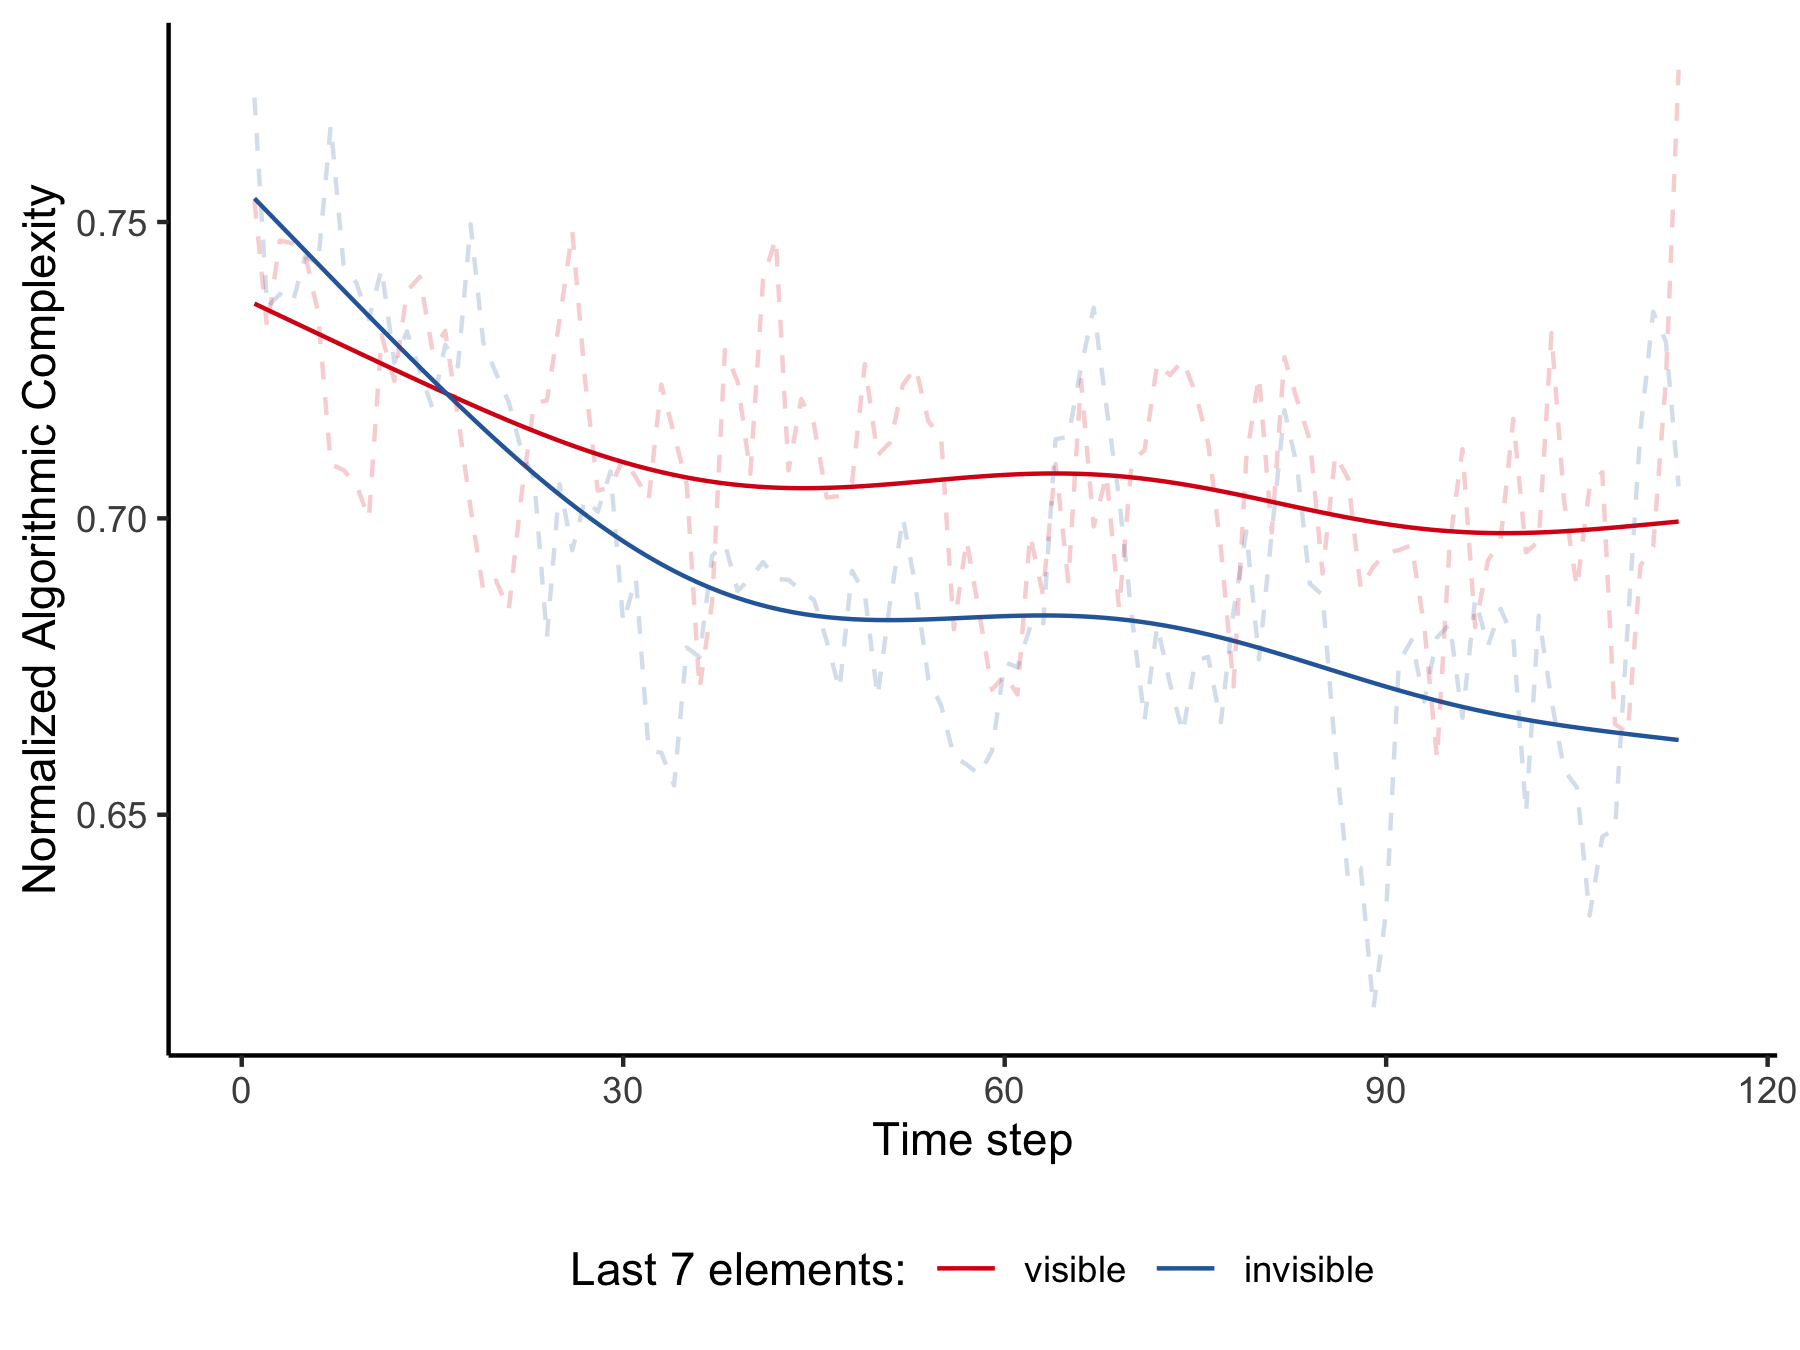 Normalized Algorithmic Complexity
0.75
0.70
0.65
0 30 60 90 120
Time step
Last 7 elements: visible invisible